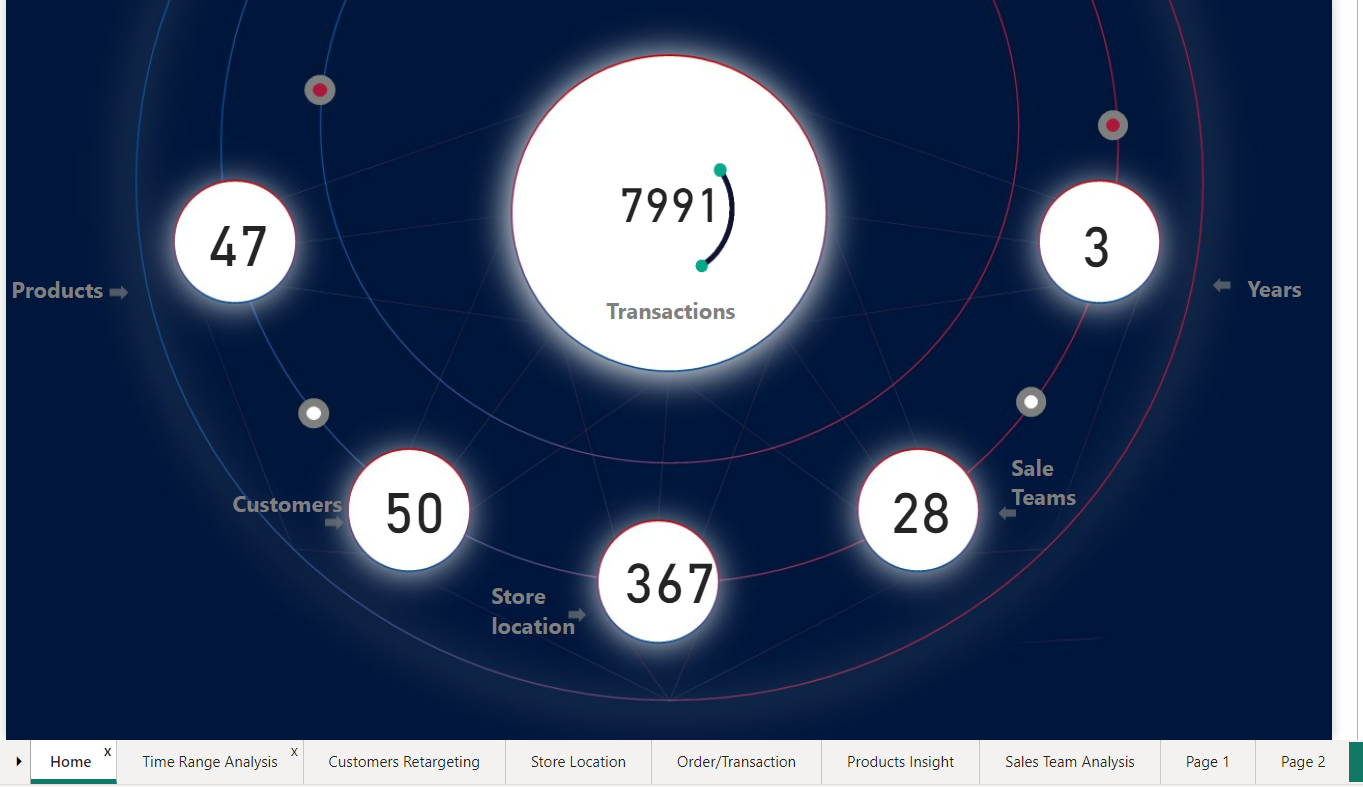 7991
Transactions
47
3
Products
Years
Customers
50
28
Sale
Teams
367
Store
location
Home
x
Time Range Analysis
x
Customers Retargeting
Store Location
Order/Transaction
Products Insight
Sales Team Analysis
Page 1
Page 2